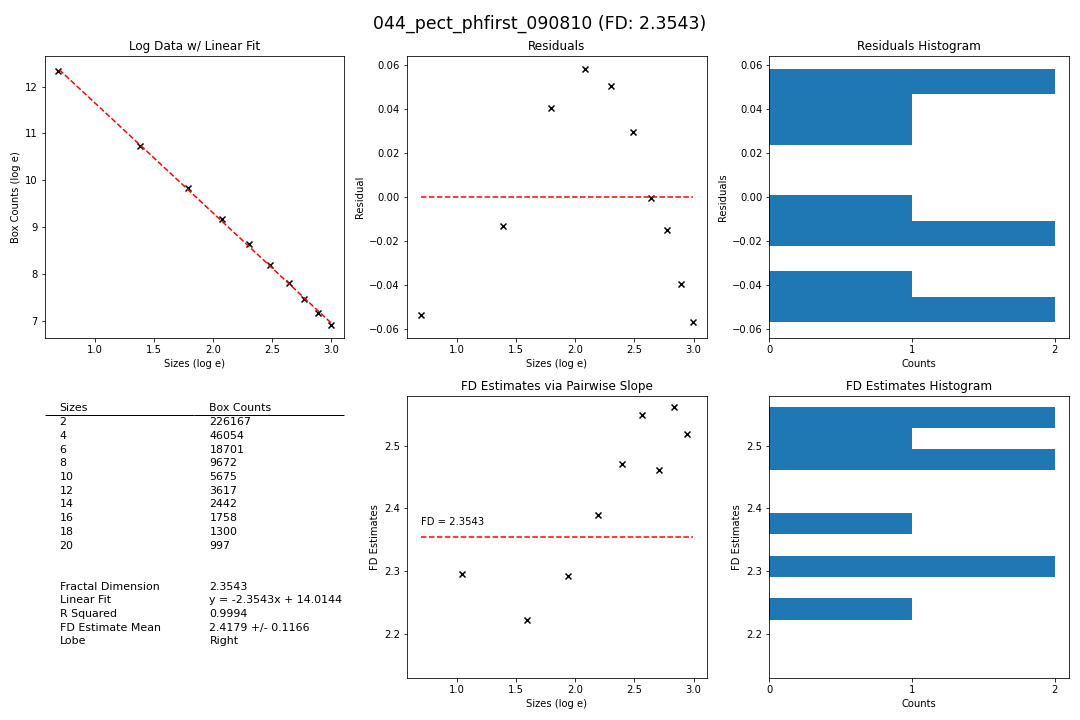 044_pect_phfirst_090810 (FD: 2.3543)
Log Data w/ Linear Fit
Box Counts (log e)
12
11
10
9
8
7
1.0 1.5 2.0 2.5 3.0
Sizes (log e)
Residuals
Residual
0.06
0.04
0.02
0.00
−0.02
−0.04
−0.06
1.0 1.5 2.0 2.5 3.0
Sizes (log e)
Residuals Histogram
Residuals
0.06
0.04
0.02
0.00
−0.02
−0.04
−0.06
0 1 2
Counts
Sizes Box Counts
2 226167
4 46054
6 18701
8 9672
10 5675
12 3617
14 2442
16 1758
18 1300
20 997
Fractal Dimension 2.3543
Linear Fit y = -2.3543x + 14.0144
R Squared 0.9994
FD Estimate Mean 2.4179 +/- 0.1166
Lobe Right
FD Estimates via Pairwise Slope
FD Estimates
2.5
2.4
2.3
2.2
FD = 2.3543
1.0 1.5 2.0 2.5 3.0
Sizes (log e)
FD Estimates Histogram
FD Estimates
2.5
2.4
2.3
2.2
0 1 2
Counts